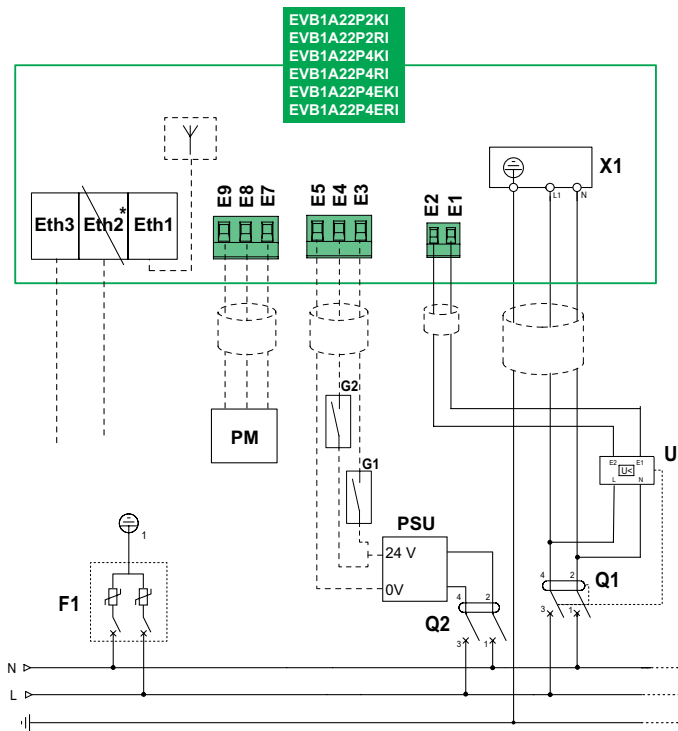 EVB1A22P2KI
EVB1A22P2RI
EVB1A22P4KI
EVB1A22P4RI
EVB1A22P4EKI
EVB1A22P4ERI
X1
L1 N
Eth3 Eth2* Eth1
E9 E8 E7
E5 E4 E3
E2 E1
G2
PM
G1
U
E2 E1
U<
L N
PSU
24 V
0V
1
F1
Q2
4 2
3 1
Q1
4 2
3 1
N
L